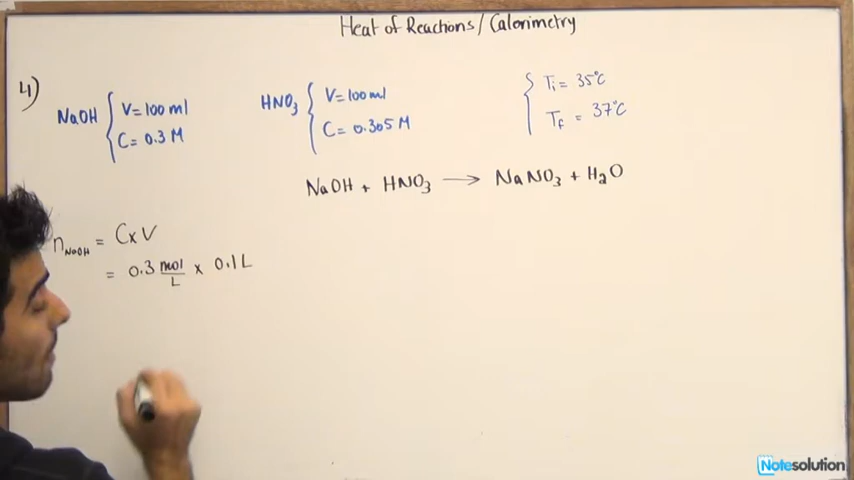 Heat of Reactions/Calorimetry
4)
NaOH { V=100 ml
C= 0.3 M
HNO₃ { V=100 ml
C= 0.305 M
{ Ti= 35°C
Tf = 37°C
NaOH + HNO₃ → NaNO₃ + H₂O
nNaOH = C×V
= 0.3 mol/L × 0.1 L
Notesolution